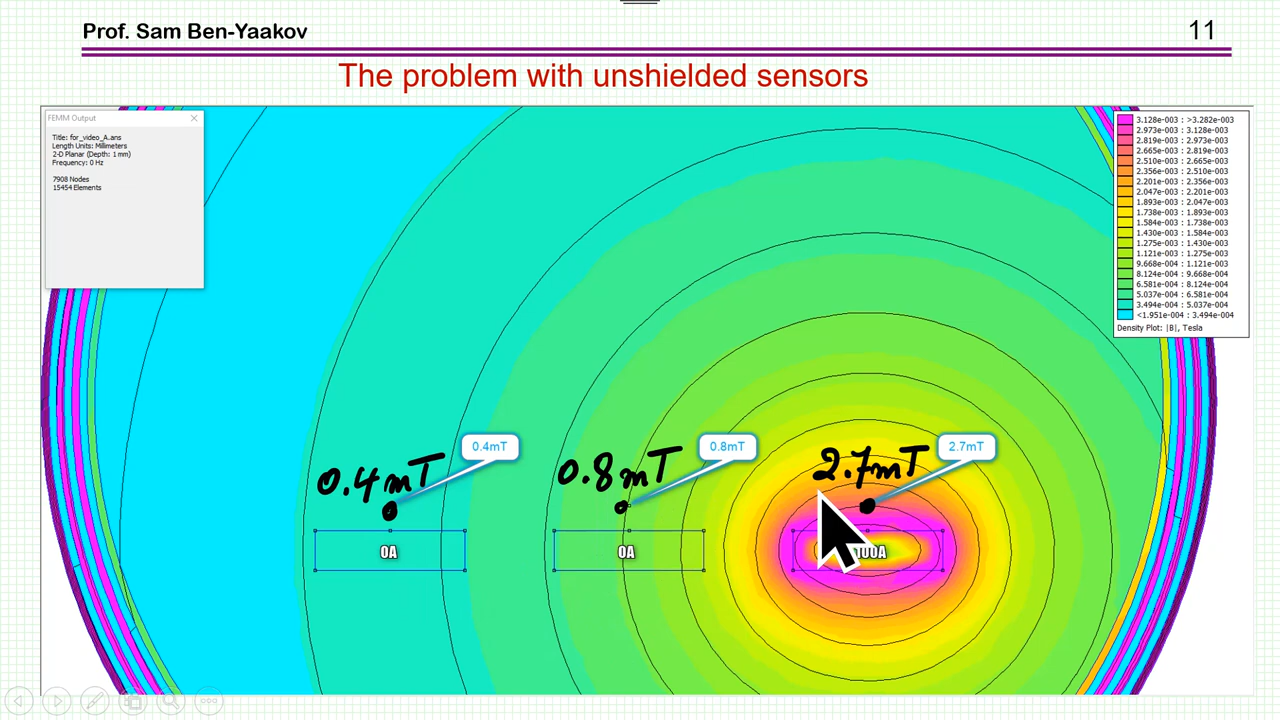 Prof. Sam Ben-Yaakov
11
The problem with unshielded sensors
FEMM Output
Title: for_video_A.ans
Length Units: Millimeters
2-D Planar (Depth: 1 mm)
Frequency: 0 Hz
7908 Nodes
15454 Elements
3.128e-003 : >3.282e-003
2.973e-003 : 3.128e-003
2.819e-003 : 2.973e-003
2.665e-003 : 2.819e-003
2.510e-003 : 2.665e-003
2.356e-003 : 2.510e-003
2.201e-003 : 2.356e-003
2.047e-003 : 2.201e-003
1.893e-003 : 2.047e-003
1.738e-003 : 1.893e-003
1.584e-003 : 1.738e-003
1.430e-003 : 1.584e-003
1.275e-003 : 1.430e-003
1.121e-003 : 1.275e-003
9.668e-004 : 1.121e-003
8.124e-004 : 9.668e-004
6.581e-004 : 8.124e-004
5.037e-004 : 6.581e-004
3.494e-004 : 5.037e-004
<1.951e-004 : 3.494e-004
Density Plot: |B|, Tesla
0.4mT 0.8mT 2.7mT
0.4mT 0.8mT 2.7mT
0A 0A 100A